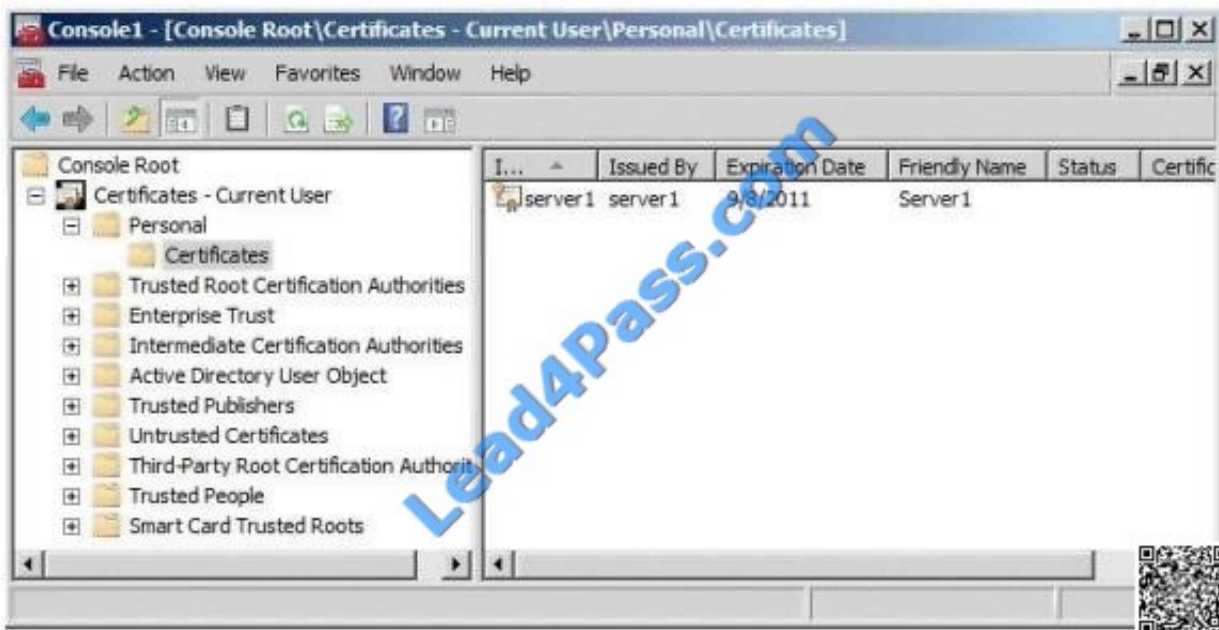 Console1 - [Console Root\Certificates - Current User\Personal\Certificates]
File Action View Favorites Window Help
Console Root
Certificates - Current User
Personal
Certificates
Trusted Root Certification Authorities
Enterprise Trust
Intermediate Certification Authorities
Active Directory User Object
Trusted Publishers
Untrusted Certificates
Third-Party Root Certification Authorit
Trusted People
Smart Card Trusted Roots
I... Issued By Expiration Date Friendly Name Status Certific
server1 server1 9/8/2011 Server1
Lead4Pass.com